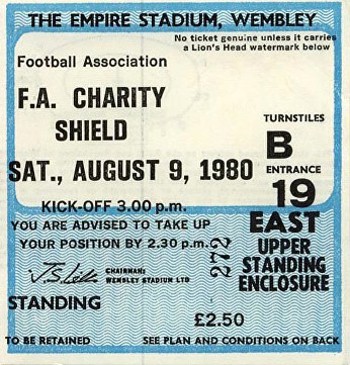 THE EMPIRE STADIUM, WEMBLEY
No ticket genuine unless it carries
a Lion's Head watermark below
Football Association
F.A. CHARITY
SHIELD
SAT., AUGUST 9, 1980
KICK-OFF 3.00 p.m.
YOU ARE ADVISED TO TAKE UP
YOUR POSITION BY 2.30 p.m.
CHAIRMAN:
WEMBLEY STADIUM LTD
STANDING
TURNSTILES
B
ENTRANCE
19
EAST
UPPER
STANDING
ENCLOSURE
272
£2.50
TO BE RETAINED
SEE PLAN AND CONDITIONS ON BACK